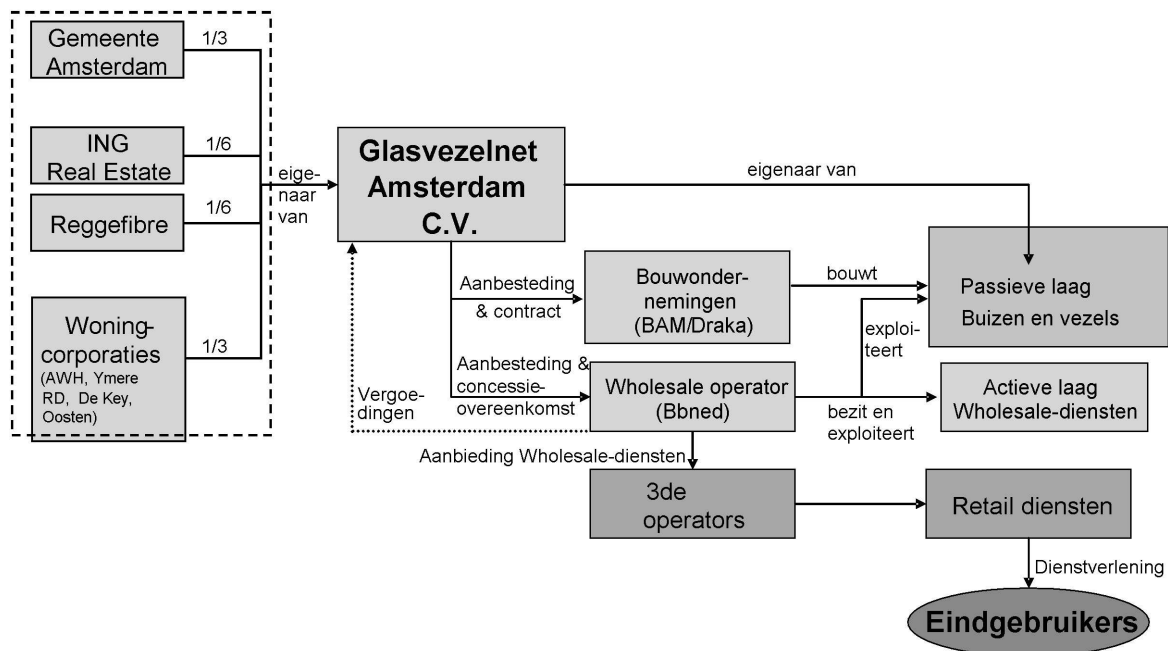 Gemeente
Amsterdam
1/3
ING
Real Estate
1/6
Reggefibre
1/6
Woning-
corporaties
(AWH, Ymere
RD, De Key,
Oosten)
1/3
eige-
naar
van
Glasvezelnet
Amsterdam
C.V.
eigenaar van
Aanbesteding
& contract
Bouwonder-
nemingen
(BAM/Draka)
bouwt
Passieve laag
Buizen en vezels
exploi-
teert
Aanbesteding &
concessie-
overeenkomst
Wholesale operator
(Bbned)
bezit en
exploiteert
Actieve laag
Wholesale-diensten
Vergoe-
dingen
Aanbieding Wholesale-diensten
3de
operators
Retail diensten
Dienstverlening
Eindgebruikers